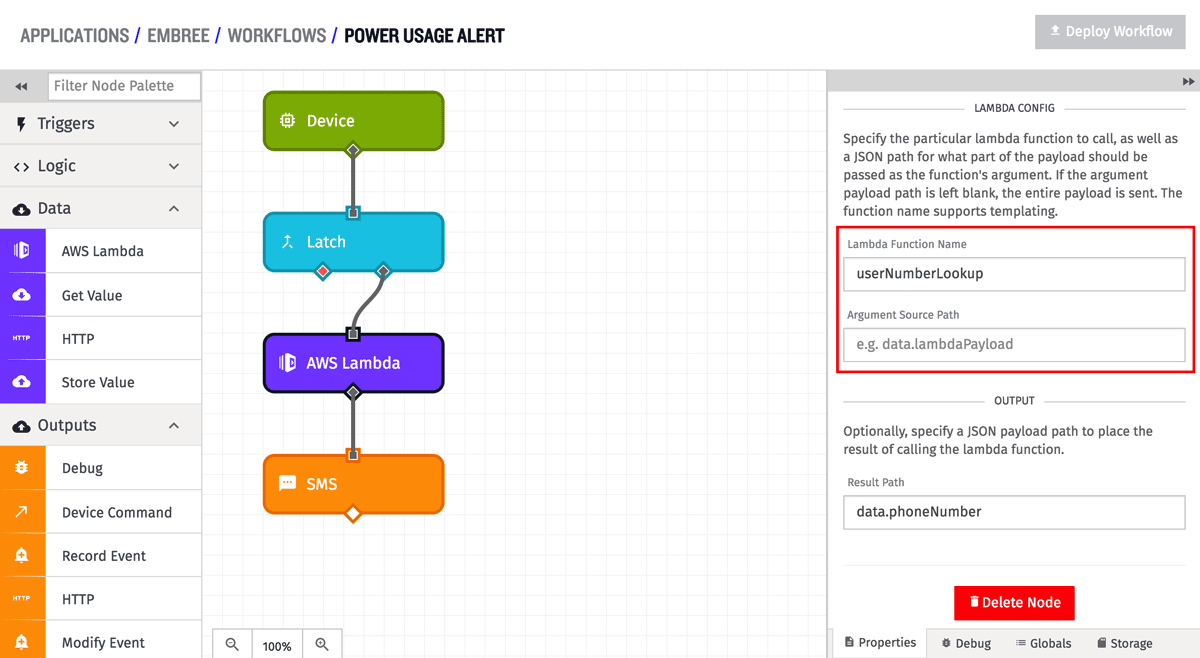 APPLICATIONS / EMBREE / WORKFLOWS / POWER USAGE ALERT
Deploy Workflow
Filter Node Palette
Triggers
Logic
Data
AWS Lambda
Get Value
HTTP HTTP
Store Value
Outputs
Debug
Device Command
Record Event
HTTP HTTP
Modify Event
Device
Latch
AWS Lambda
SMS
100%
LAMBDA CONFIG
Specify the particular lambda function to call, as well as
a JSON path for what part of the payload should be
passed as the function's argument. If the argument
payload path is left blank, the entire payload is sent. The
function name supports templating.
Lambda Function Name
userNumberLookup
Argument Source Path
e.g. data.lambdaPayload
OUTPUT
Optionally, specify a JSON payload path to place the
result of calling the lambda function.
Result Path
data.phoneNumber
Delete Node
Properties Debug Globals Storage